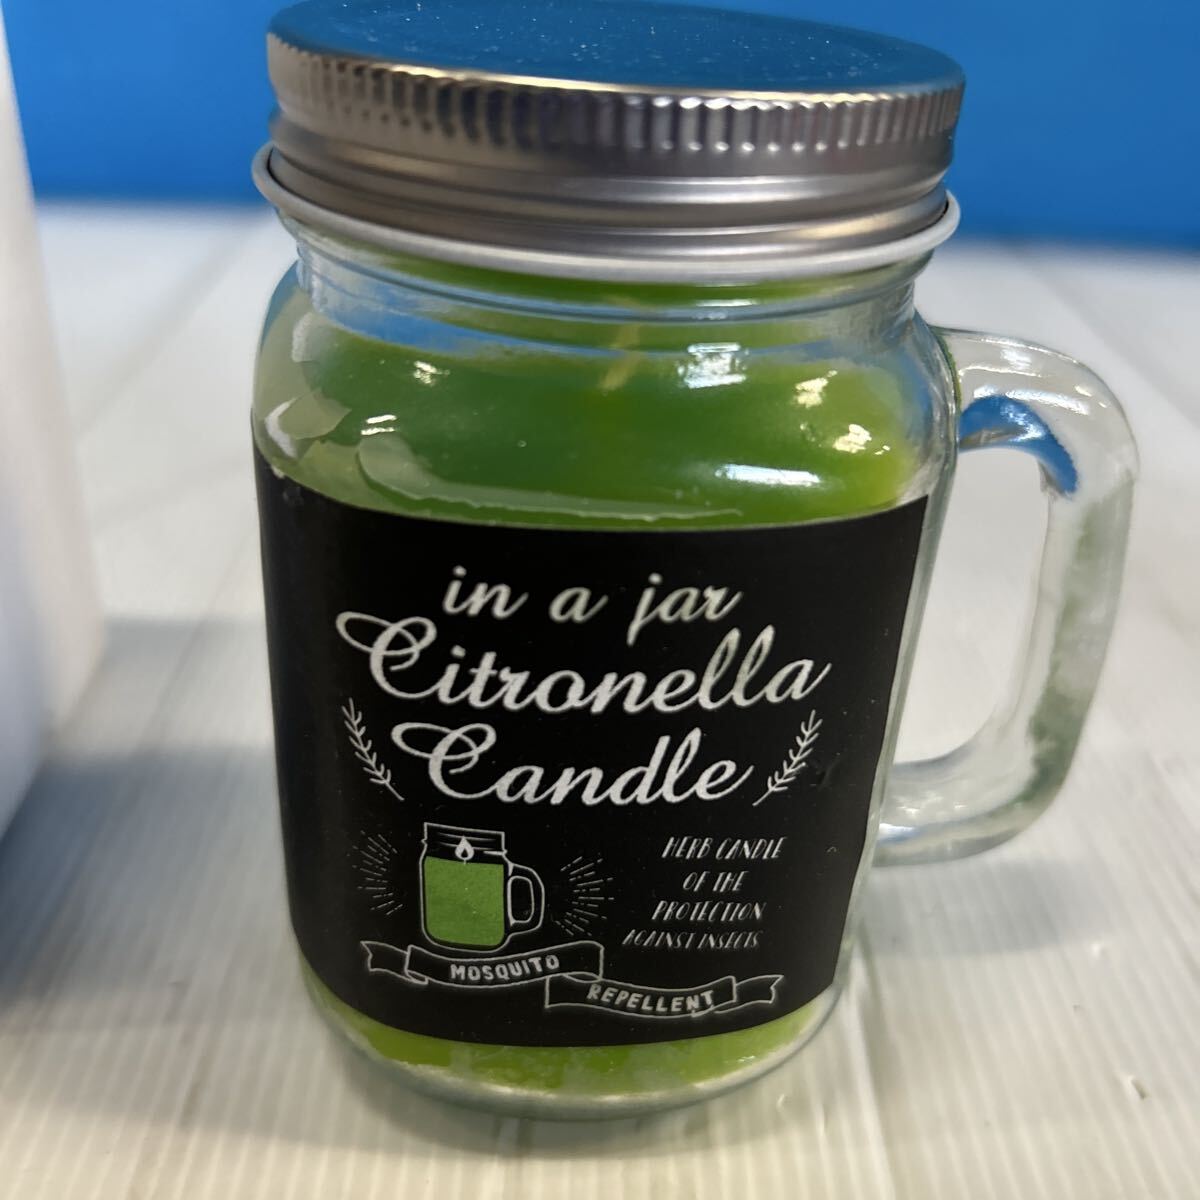 in a jar
Citronella
Candle
HERB CANDLE
OF THE
PROTECTION
AGAINST INSECTS
MOSQUITO
REPELLENT